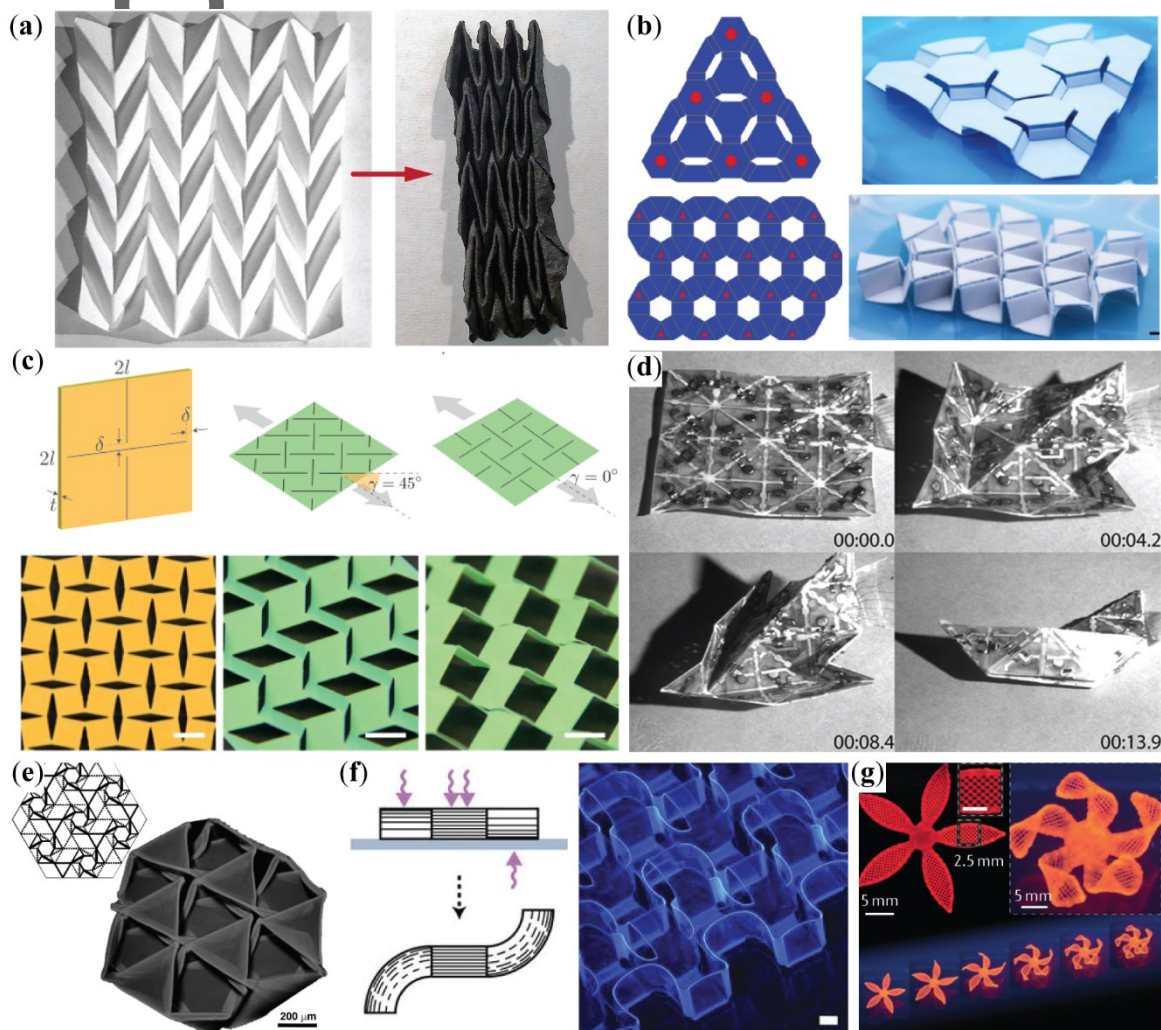 (a)
(b)
(c)
2l
δ
δ
2l
t
γ = 45°
γ = 0°
(d)
00:00.0
00:04.2
00:08.4
00:13.9
(e)
200 μm
(f)
(g)
2.5 mm
5 mm
5 mm